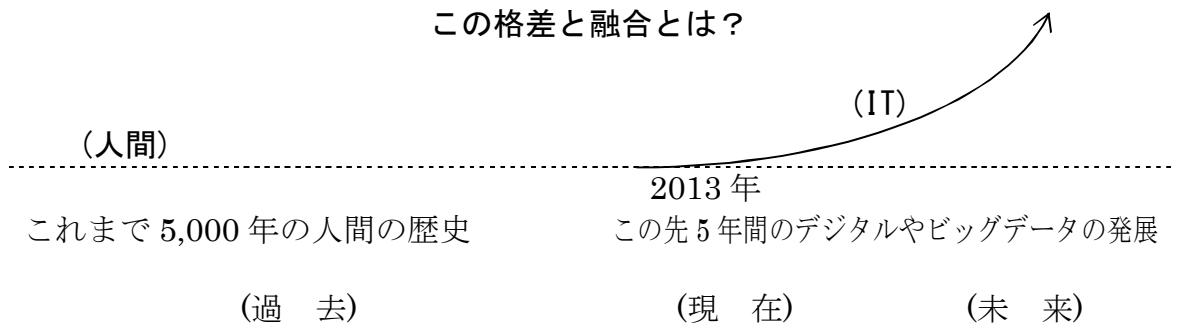 この格差と融合とは？
(IT)
(人間)
2013年
これまで5,000年の人間の歴史 この先5年間のデジタルやビッグデータの発展
(過　去) (現　在) (未　来)